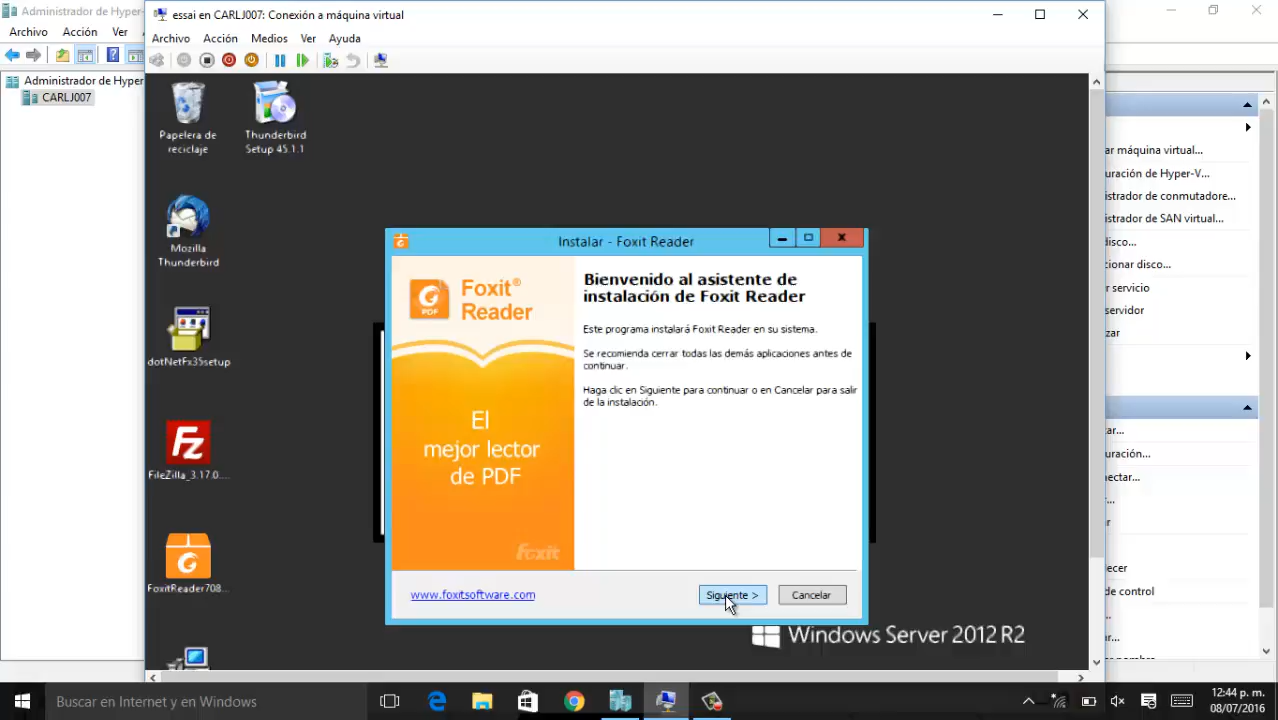 Administrador de Hyper-
Archivo Acción Ver
Administrador de Hyper
CARLJ007
essai en CARLJ007: Conexión a máquina virtual
Archivo Acción Medios Ver Ayuda
Papelera de
reciclaje
Thunderbird
Setup 45.1.1
Mozilla
Thunderbird
dotNetFx35setup
FileZilla_3.17.0....
FoxitReader708...
Instalar - Foxit Reader
Foxit®
Reader
PDF
El
mejor lector
de PDF
foxit
Bienvenido al asistente de
instalación de Foxit Reader
Este programa instalará Foxit Reader en su sistema.
Se recomienda cerrar todas las demás aplicaciones antes de
continuar.
Haga clic en Siguiente para continuar o en Cancelar para salir
de la instalación.
www.foxitsoftware.com
Siguiente >
Cancelar
Windows Server 2012 R2
ar máquina virtual...
uración de Hyper-V...
istrador de conmutadore...
istrador de SAN virtual...
disco...
cionar disco...
r servicio
servidor
zar
ar...
uración...
ectar...
ecer
de control
Buscar en Internet y en Windows
12:44 p. m.
08/07/2016